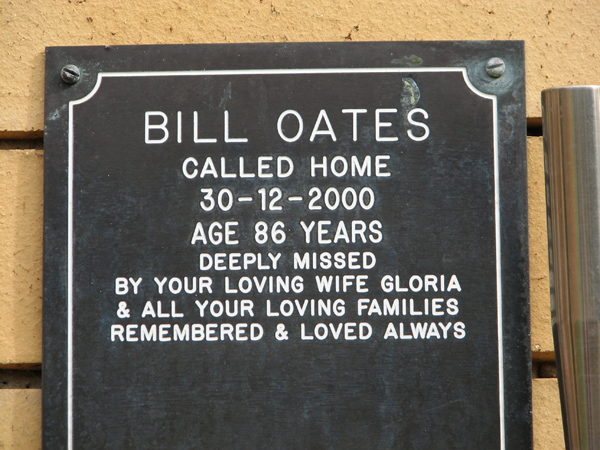 BILL OATES
CALLED HOME
30-12-2000
AGE 86 YEARS
DEEPLY MISSED
BY YOUR LOVING WIFE GLORIA
& ALL YOUR LOVING FAMILIES
REMEMBERED & LOVED ALWAYS